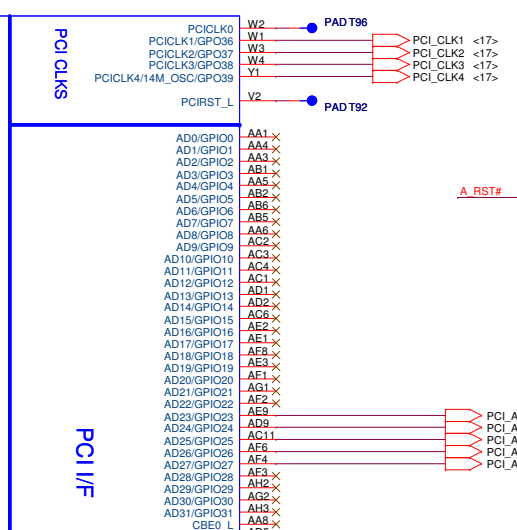 PCI CLKS
PCICLK0 W2 PAD T96
PCICLK1/GPO36 W1 PCI_CLK1 <17>
PCICLK2/GPO37 W3 PCI_CLK2 <17>
PCICLK3/GPO38 W4 PCI_CLK3 <17>
PCICLK4/14M_OSC/GPO39 Y1 PCI_CLK4 <17>
PCIRST_L V2 PAD T92
PCI I/F
AD0/GPIO0 AA1
AD1/GPIO1 AA4
AD2/GPIO2 AA3
AD3/GPIO3 AB1
AD4/GPIO4 AA5
AD5/GPIO5 AB2
AD6/GPIO6 AB6
AD7/GPIO7 AB5
AD8/GPIO8 AA6
AD9/GPIO9 AC2
AD10/GPIO10 AC3
AD11/GPIO11 AC4
AD12/GPIO12 AC1
AD13/GPIO13 AD1
AD14/GPIO14 AD2
AD15/GPIO15 AC6
AD16/GPIO16 AE2
AD17/GPIO17 AE1
AD18/GPIO18 AF8
AD19/GPIO19 AE3
AD20/GPIO20 AF1
AD21/GPIO21 AG1
AD22/GPIO22 AF2
AD23/GPIO23 AE9 PCI_A
AD24/GPIO24 AD9 PCI_A
AD25/GPIO25 AC11 PCI_A
AD26/GPIO26 AF6 PCI_A
AD27/GPIO27 AF4 PCI_A
AD28/GPIO28 AF3
AD29/GPIO29 AH2
AD30/GPIO30 AG2
AD31/GPIO31 AH3
CBE0_L AA8
A_RST#